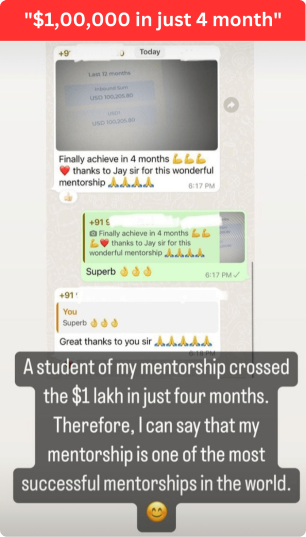 "$1,00,000 in just 4 month"
Today
Last 12 months
Inbound Sum
USD 100,205.80
USD 100,205.80
Finally achieve in 4 months 💪💪💪
❤️ thanks to Jay sir for this wonderful
mentorship 🙏🙏🙏🙏🙏
6:17 PM
👍
+91 9
📷 Finally achieve in 4 months 💪💪
💪❤️ thanks to Jay sir for this
wonderful mentorship 🙏🙏🙏🙏🙏
Superb 👌👌👌
6:17 PM ✓
+91
You
Superb 👌👌👌
Great thanks to you sir 🙏🙏🙏🙏🙏
6:18 PM
A student of my mentorship crossed
the $1 lakh in just four months.
Therefore, I can say that my
mentorship is one of the most
successful mentorships in the world.
😊